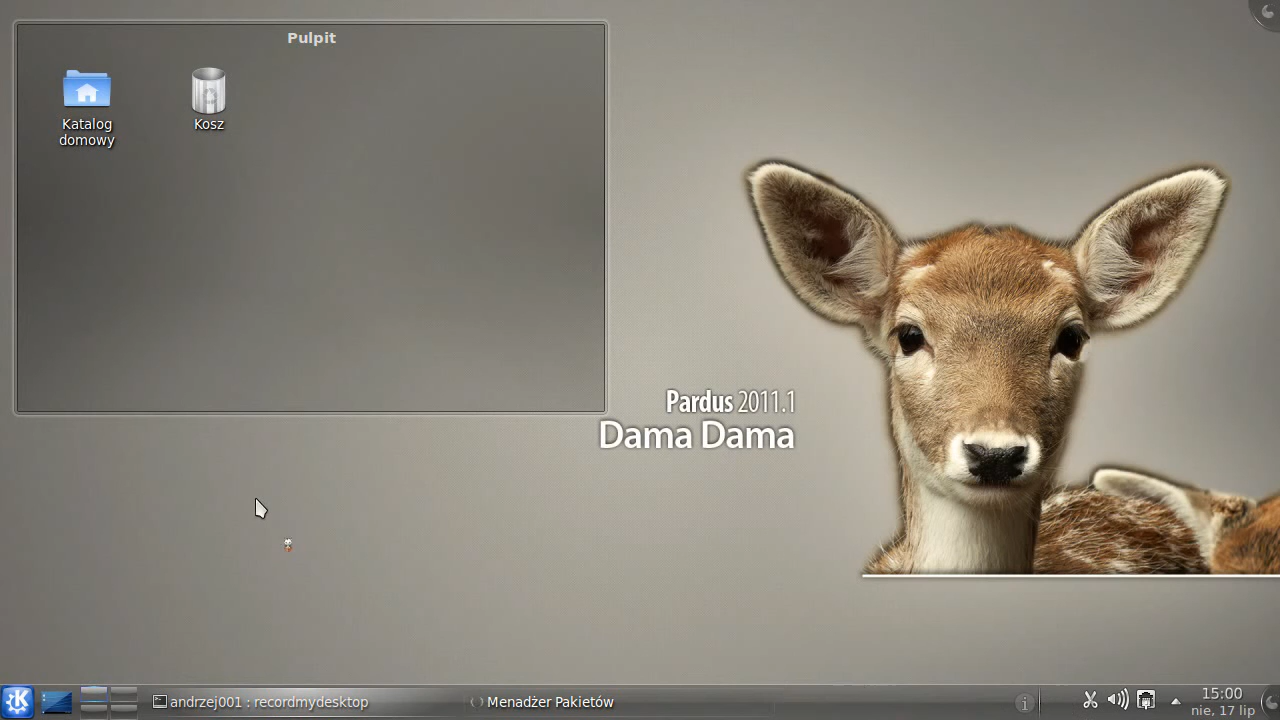 Pulpit
Katalog
domowy
Kosz
Pardus 2011.1
Dama Dama
andrzej001 : recordmydesktop
Menadżer Pakietów
15:00
nie, 17 lip